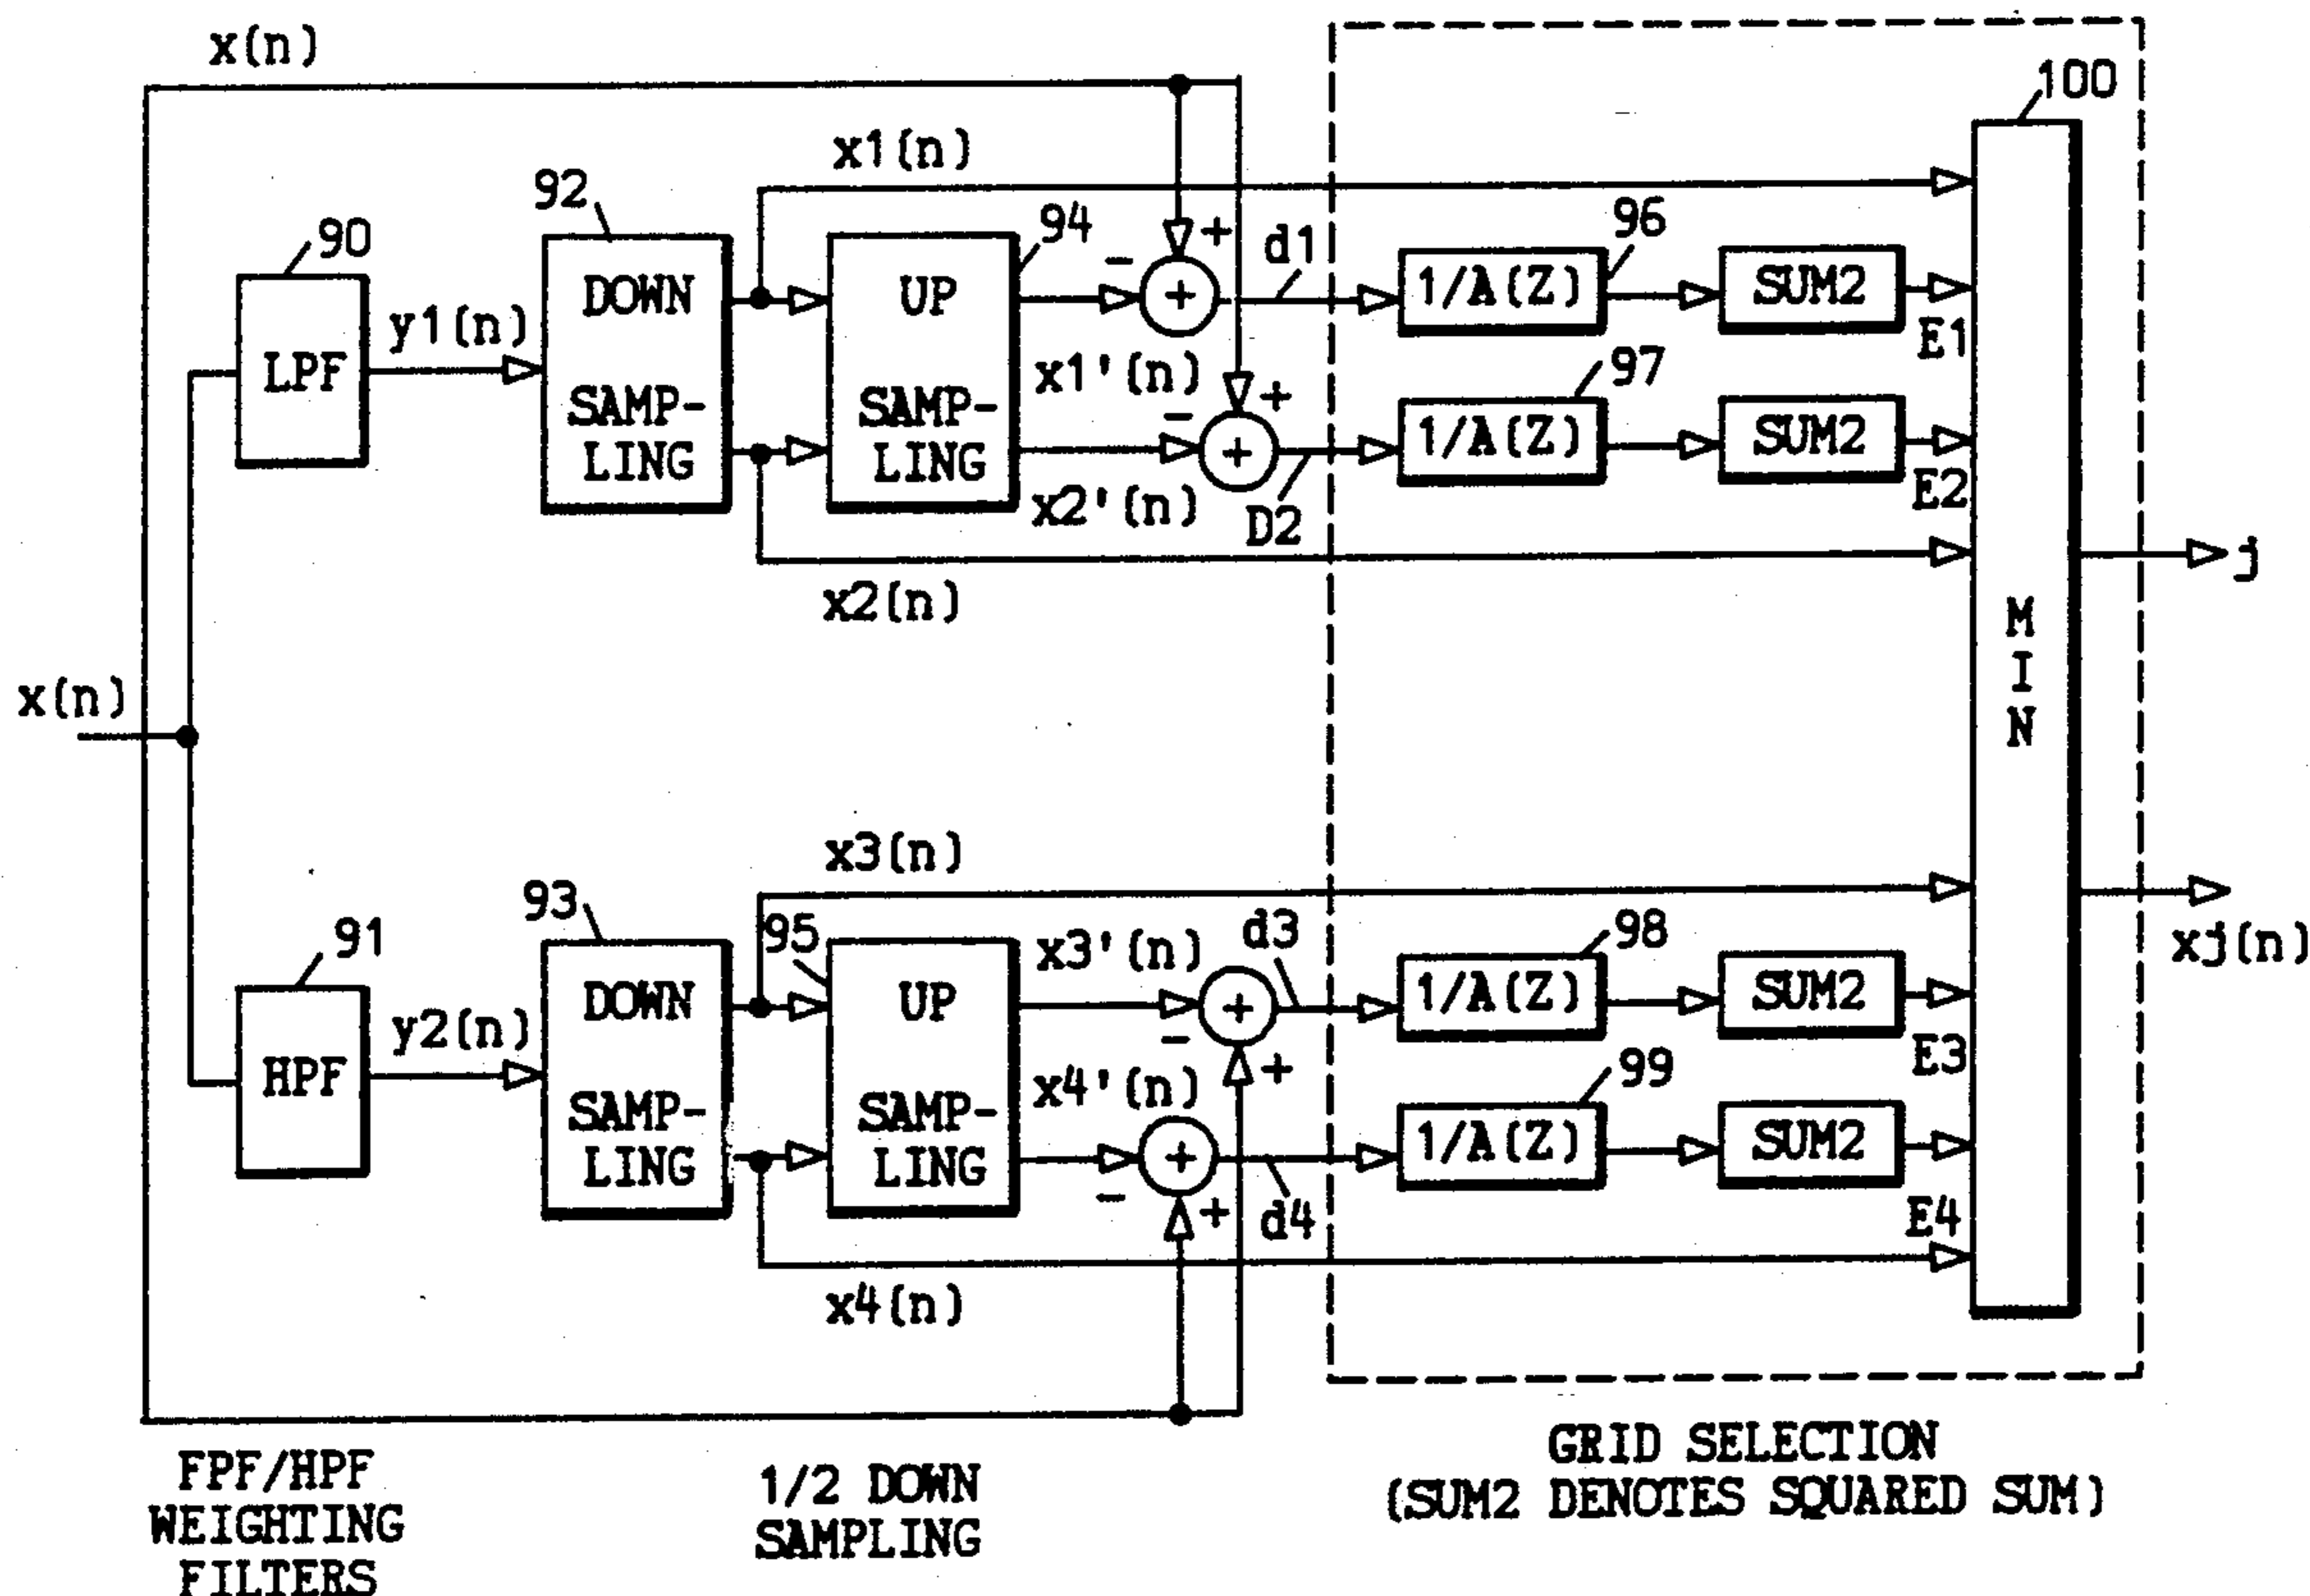 x(n)
100
x1(n)
92
94
96
90
d1
+
-
DOWN
UP
+
1/A(Z)
SUM2
y1(n)
E1
LPF
x1'(n)
97
SAMP-
LING
SAMP-
LING
-
+
+
1/A(Z)
SUM2
x2'(n)
D2
E2
j
x2(n)
M
I
N
x(n)
x3(n)
93
95
x3'(n)
d3
98
xj(n)
91
DOWN
UP
+
1/A(Z)
SUM2
y2(n)
-
E3
HPF
+
x4'(n)
99
SAMP-
LING
SAMP-
LING
+
1/A(Z)
SUM2
-
+
d4
E4
x4(n)
FPF/HPF
WEIGHTING
FILTERS
1/2 DOWN
SAMPLING
GRID SELECTION
(SUM2 DENOTES SQUARED SUM)